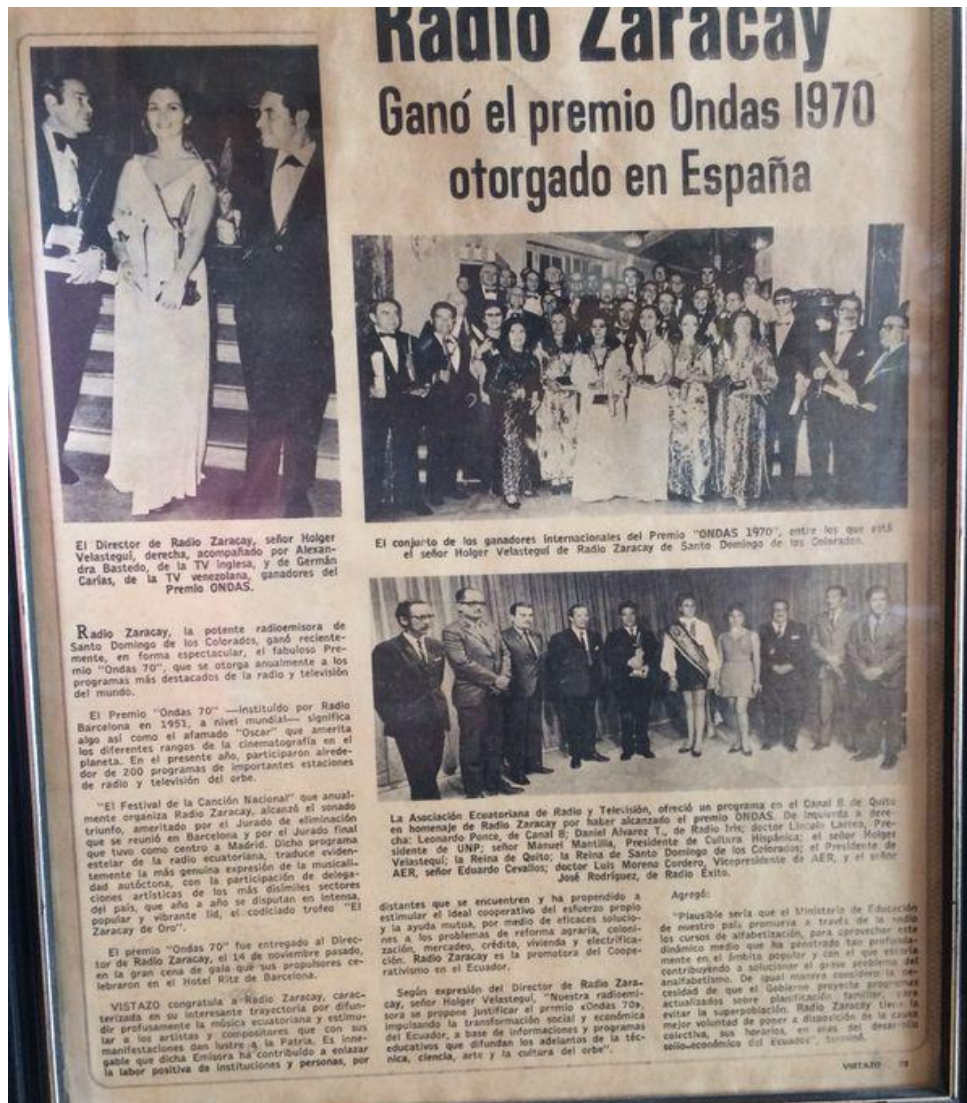 Radio Zaracay
Ganó el premio Ondas 1970
otorgado en España
El Director de Radio Zaracay, señor Holger
Velastegui, derecha, acompañado por Alexan-
dra Bastedo, de la TV inglesa, y de Germán
Carías, de la TV venezolana, ganadores del
Premio ONDAS.
El conjunto de los ganadores internacionales del Premio "ONDAS 1970", entre los que está
el señor Holger Velastegui de Radio Zaracay de Santo Domingo de los Colorados.
Radio Zaracay, la potente radioemisora de
Santo Domingo de los Colorados, ganó reciente-
mente, en forma espectacular, el fabuloso Pre-
mio "Ondas 70", que se otorga anualmente a los
programas más destacados de la radio y televisión
del mundo.
El Premio "Ondas 70" —instituído por Radio
Barcelona en 1951, a nivel mundial— significa
algo así como el afamado "Oscar" que amerita
los diferentes rangos de la cinematografía en el
planeta. En el presente año, participaron alrede-
dor de 200 programas de importantes estaciones
de radio y televisión del orbe.
"El Festival de la Canción Nacional" que anual-
mente organiza Radio Zaracay, alcanzó el sonado
triunfo, ameritado por el Jurado de eliminación
que se reunió en Barcelona y por el Jurado final
que tuvo como centro a Madrid. Dicho programa
estelar de la radio ecuatoriana, traduce eviden-
temente la más genuina expresión de la musicali-
dad autóctona, con la participación de delega-
ciones artísticas de los más disímiles sectores
del país, que año a año se disputan en intensa,
popular y vibrante lid, el codiciado trofeo "El
Zaracay de Oro".
El premio "Ondas 70" fue entregado al Direc-
tor de Radio Zaracay, el 14 de noviembre pasado,
en la gran cena de gala que sus propulsores ce-
lebraron en el Hotel Ritz de Barcelona.
VISTAZO congratula a Radio Zaracay, carac-
terizada en su interesante trayectoria por difun-
dir profusamente la música ecuatoriana y estimu-
lar a los artistas y compositores que con sus
manifestaciones dan lustre a la Patria. Es inne-
gable que dicha Emisora ha contribuido a enlazar
la labor positiva de instituciones y personas, por
La Asociación Ecuatoriana de Radio y Televisión, ofreció un programa en el Canal 8 de Quito
en homenaje de Radio Zaracay por haber alcanzado el premio ONDAS. De izquierda a dere-
cha: Leonardo Ponce, de Canal 8; Daniel Alvarez T., de Radio Iris; doctor Lincoln Larrea, Pre-
sidente de UNP; señor Manuel Mantilla, Presidente de Cultura Hispánica; el señor Holger
Velastegui; la Reina de Quito; la Reina de Santo Domingo de los Colorados; el Presidente de
AER, señor Eduardo Cevallos; doctor Luis Moreno Cordero, Vicepresidente de AER, y el señor
José Rodríguez, de Radio Exito.
distantes que se encuentren y ha propendido a
estimular el ideal cooperativo del esfuerzo propio
y la ayuda mutua, por medio de eficaces solucio-
nes a los problemas de reforma agraria, coloni-
zación, mercadeo, crédito, vivienda y electrifica-
ción. Radio Zaracay es la promotora del Coope-
rativismo en el Ecuador.
Según expresión del Director de Radio Zara-
cay, señor Holger Velastegui, "Nuestra radioemi-
sora se propone justificar el premio «Ondas 70»,
impulsando la transformación social y económica
del Ecuador, a base de informaciones y programas
educativos que difundan los adelantos de la téc-
nica, ciencia, arte y la cultura del orbe".
Agregó:
"Plausible sería que el Ministerio de Educación
de nuestro país promueva a través de la radio
los cursos de alfabetización, para aprovechar este
dinámico medio que ha penetrado tan profunda-
mente en el ámbito popular y con el que estaría
contribuyendo a solucionar el grave problema del
analfabetismo. De igual manera considero la ne-
cesidad de que el Gobierno proyecte programas
actualizados sobre planificación familiar, para
evitar la superpoblación. Radio Zaracay tiene la
mejor voluntad de poner a disposición de la causa
colectiva, sus horarios, en aras del desarrollo
socio-económico del Ecuador", terminó.
VISTAZO